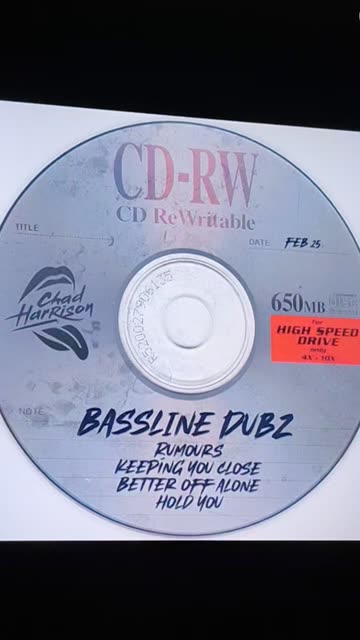 CD-RW
CD ReWritable
TITLE
DATE FEB 25
Chad
Harrison
650MB
For
HIGH SPEED
DRIVE
only
4X - 10X
NOTE
BASSLINE DUBZ
RUMOURS
KEEPING YOU CLOSE
BETTER OFF ALONE
HOLD YOU